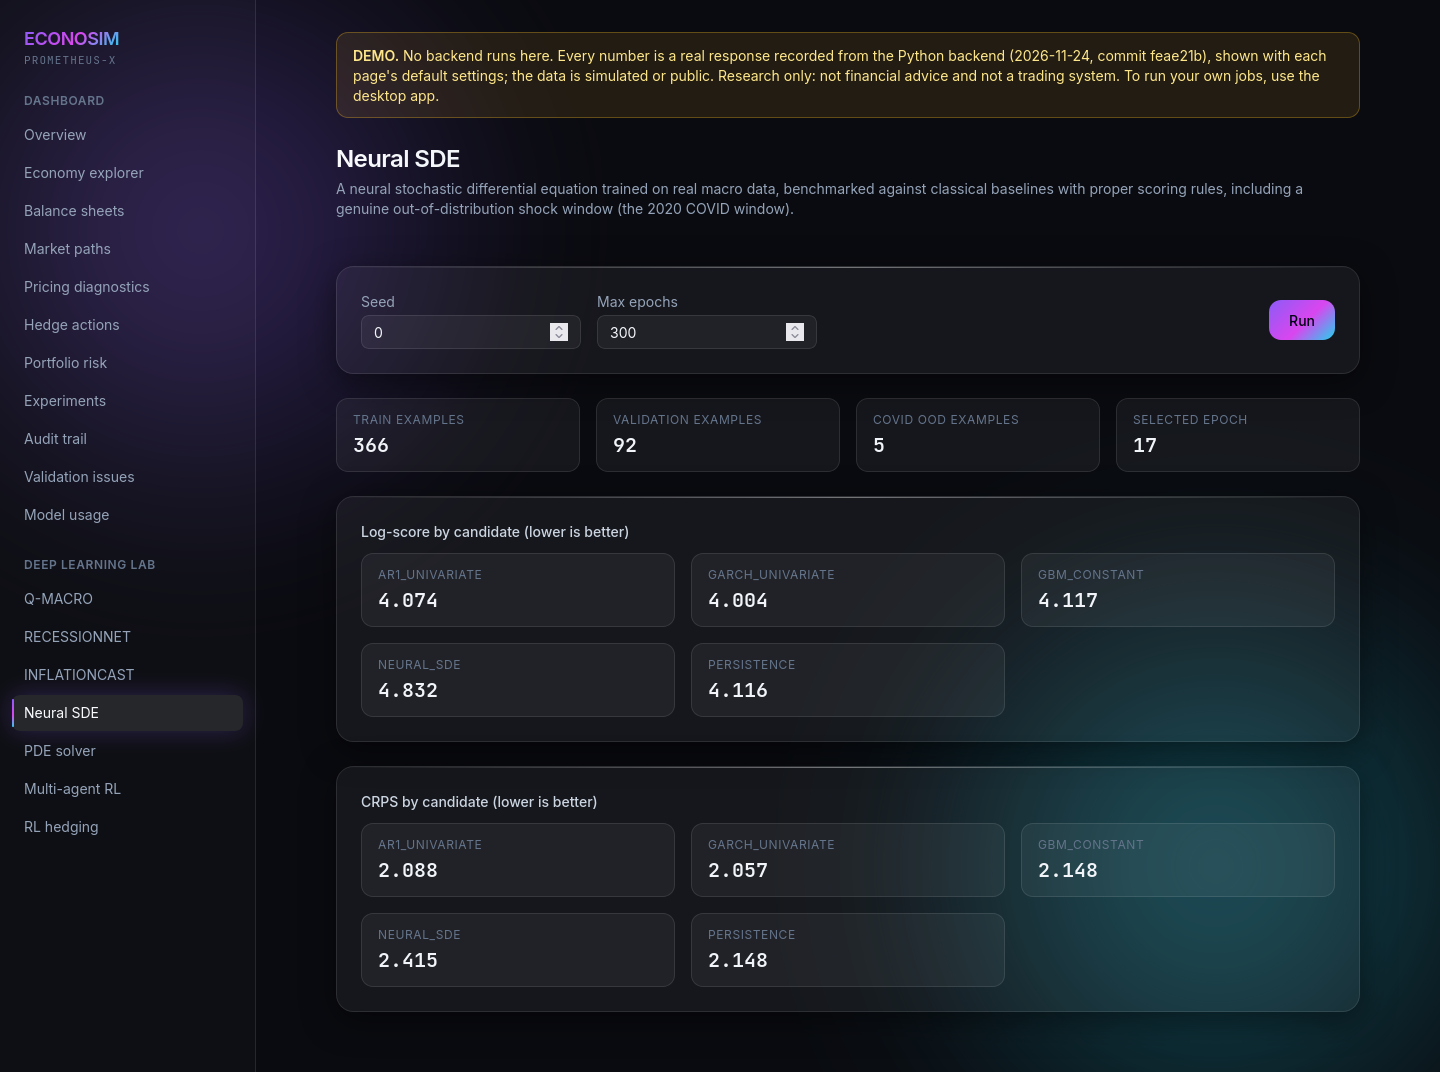 ECONOSIM
PROMETHEUS-X
DASHBOARD
Overview
Economy explorer
Balance sheets
Market paths
Pricing diagnostics
Hedge actions
Portfolio risk
Experiments
Audit trail
Validation issues
Model usage
DEEP LEARNING LAB
Q-MACRO
RECESSIONNET
INFLATIONCAST
Neural SDE
PDE solver
Multi-agent RL
RL hedging
DEMO. No backend runs here. Every number is a real response recorded from the Python backend (2026-11-24, commit feae21b), shown with each
page's default settings; the data is simulated or public. Research only: not financial advice and not a trading system. To run your own jobs, use the
desktop app.
Neural SDE
A neural stochastic differential equation trained on real macro data, benchmarked against classical baselines with proper scoring rules, including a
genuine out-of-distribution shock window (the 2020 COVID window).
Seed Max epochs
0 300 Run
TRAIN EXAMPLES VALIDATION EXAMPLES COVID OOD EXAMPLES SELECTED EPOCH
366 92 5 17
Log-score by candidate (lower is better)
AR1_UNIVARIATE GARCH_UNIVARIATE GBM_CONSTANT
4.074 4.004 4.117
NEURAL_SDE PERSISTENCE
4.832 4.116
CRPS by candidate (lower is better)
AR1_UNIVARIATE GARCH_UNIVARIATE GBM_CONSTANT
2.088 2.057 2.148
NEURAL_SDE PERSISTENCE
2.415 2.148